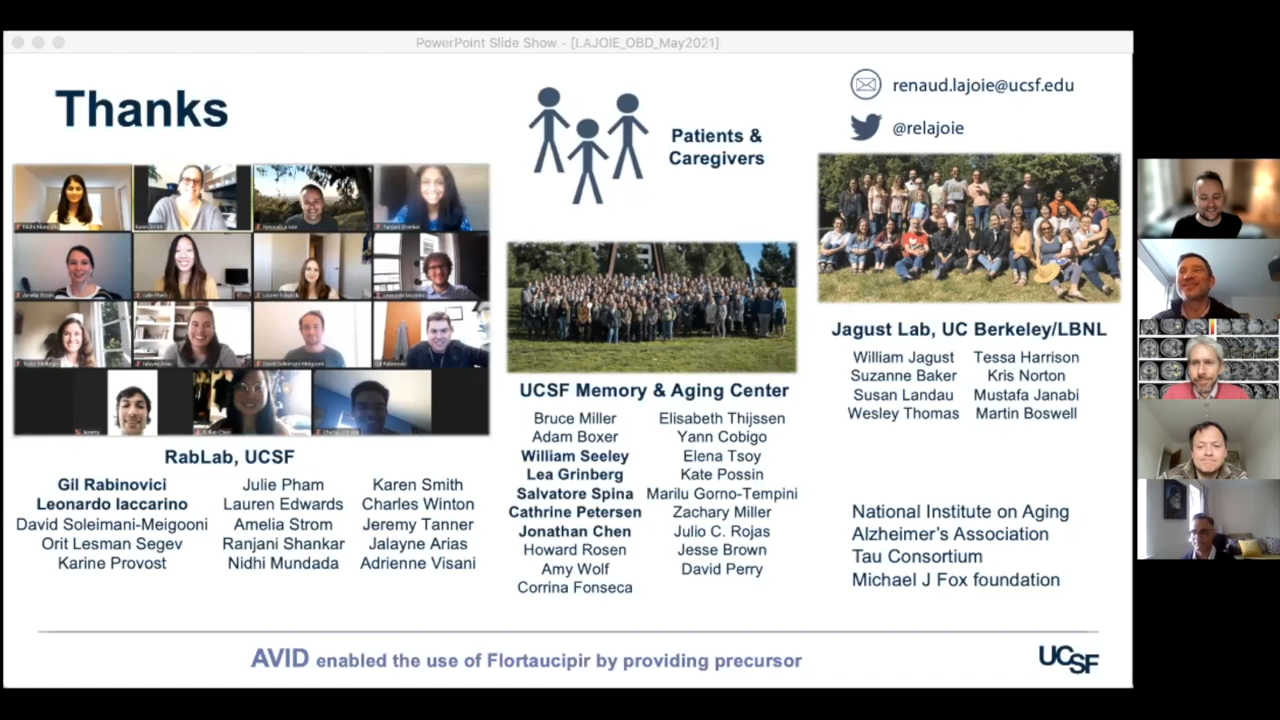 PowerPoint Slide Show - [LAJOIE_OBD_May2021]
Thanks
Patients &
Caregivers
renaud.lajoie@ucsf.edu
@relajoie
RabLab, UCSF
Gil Rabinovici
Leonardo Iaccarino
David Soleimani-Meigooni
Orit Lesman Segev
Karine Provost
Julie Pham
Lauren Edwards
Amelia Strom
Ranjani Shankar
Nidhi Mundada
Karen Smith
Charles Winton
Jeremy Tanner
Jalayne Arias
Adrienne Visani
UCSF Memory & Aging Center
Bruce Miller
Adam Boxer
William Seeley
Lea Grinberg
Salvatore Spina
Cathrine Petersen
Jonathan Chen
Howard Rosen
Amy Wolf
Corrina Fonseca
Elisabeth Thijssen
Yann Cobigo
Elena Tsoy
Kate Possin
Marilu Gorno-Tempini
Zachary Miller
Julio C. Rojas
Jesse Brown
David Perry
Jagust Lab, UC Berkeley/LBNL
William Jagust
Suzanne Baker
Susan Landau
Wesley Thomas
Tessa Harrison
Kris Norton
Mustafa Janabi
Martin Boswell
National Institute on Aging
Alzheimer's Association
Tau Consortium
Michael J Fox foundation
AVID enabled the use of Flortaucipir by providing precursor
UCSF